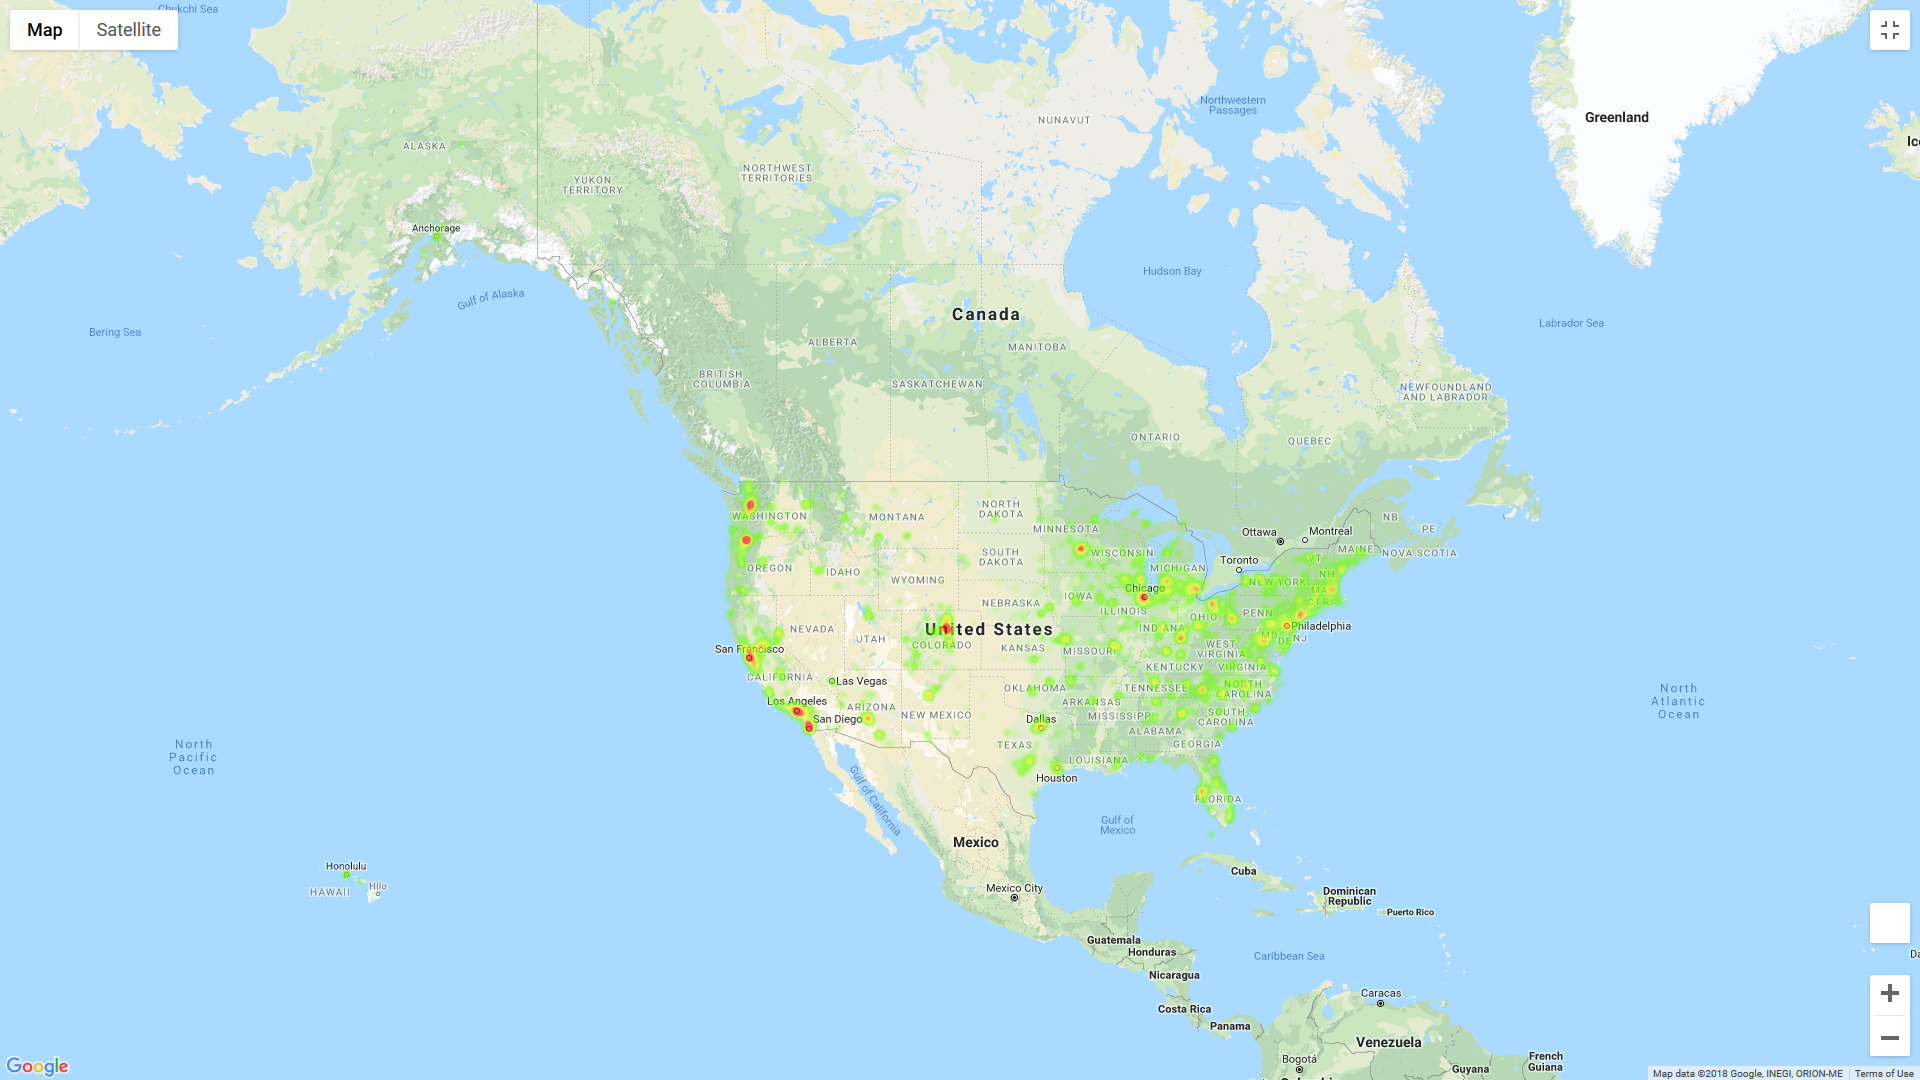 Chukchi Sea
Map
Satellite
Northwestern
Passages
Greenland
NUNAVUT
ALASKA
NORTHWEST
TERRITORIES
YUKON
TERRITORY
Anchorage
Hudson Bay
Gulf of Alaska
Canada
Labrador Sea
Bering Sea
ALBERTA
MANITOBA
BRITISH
COLUMBIA
SASKATCHEWAN
NEWFOUNDLAND
AND LABRADOR
ONTARIO
QUEBEC
NORTH
DAKOTA
WASHINGTON
MONTANA
NB
PE
MINNESOTA
Ottawa
Montreal
MAINE
NOVA SCOTIA
SOUTH
DAKOTA
WISCONSIN
VT
Toronto
MICHIGAN
OREGON
IDAHO
NH
WYOMING
NEW YORK
Chicago
MA
IOWA
NEBRASKA
CT
RI
ILLINOIS
PENN
OHIO
NEVADA
United States
INDIANA
Philadelphia
UTAH
MD
DE
NJ
COLORADO
KANSAS
MISSOURI
WEST
VIRGINIA
San Francisco
KENTUCKY
VIRGINIA
CALIFORNIA
Las Vegas
OKLAHOMA
TENNESSEE
NORTH
CAROLINA
North
Atlantic
Ocean
Los Angeles
ARIZONA
ARKANSAS
NEW MEXICO
MISSISSIPPI
SOUTH
CAROLINA
San Diego
Dallas
ALABAMA
TEXAS
GEORGIA
North
Pacific
Ocean
LOUISIANA
Houston
Gulf of California
FLORIDA
Gulf of
Mexico
Mexico
Honolulu
Cuba
HAWAII
Hilo
Mexico City
Dominican
Republic
Puerto Rico
Guatemala
Honduras
Caribbean Sea
Nicaragua
Caracas
Costa Rica
Panama
Venezuela
Bogotá
French
Guiana
Guyana
Google
Map data ©2018 Google, INEGI, ORION-ME
Terms of Use